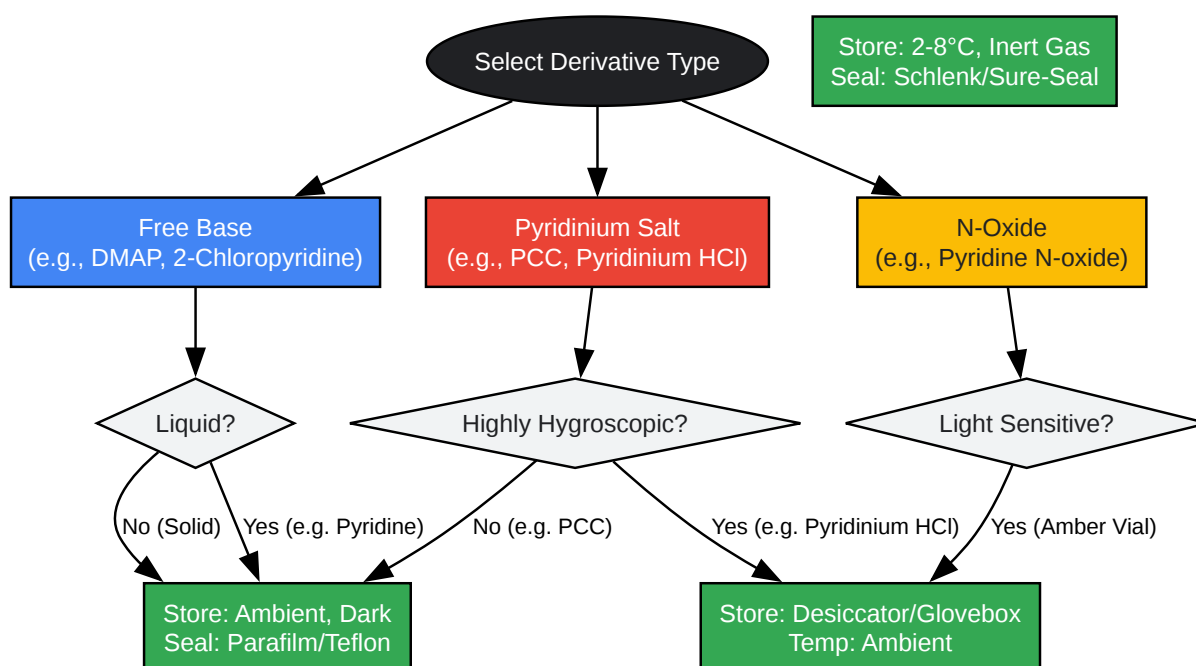 Select Derivative Type
Store: 2-8°C, Inert Gas
Seal: Schlenk/Sure-Seal
Free Base
(e.g., DMAP, 2-Chloropyridine)
Pyridinium Salt
(e.g., PCC, Pyridinium HCl)
N-Oxide
(e.g., Pyridine N-oxide)
Liquid?
Highly Hygroscopic?
Light Sensitive?
No (Solid)
Yes (e.g. Pyridine)
No (e.g. PCC)
Yes (e.g. Pyridinium HCl)
Yes (Amber Vial)
Store: Ambient, Dark
Seal: Parafilm/Teflon
Store: Desiccator/Glovebox
Temp: Ambient